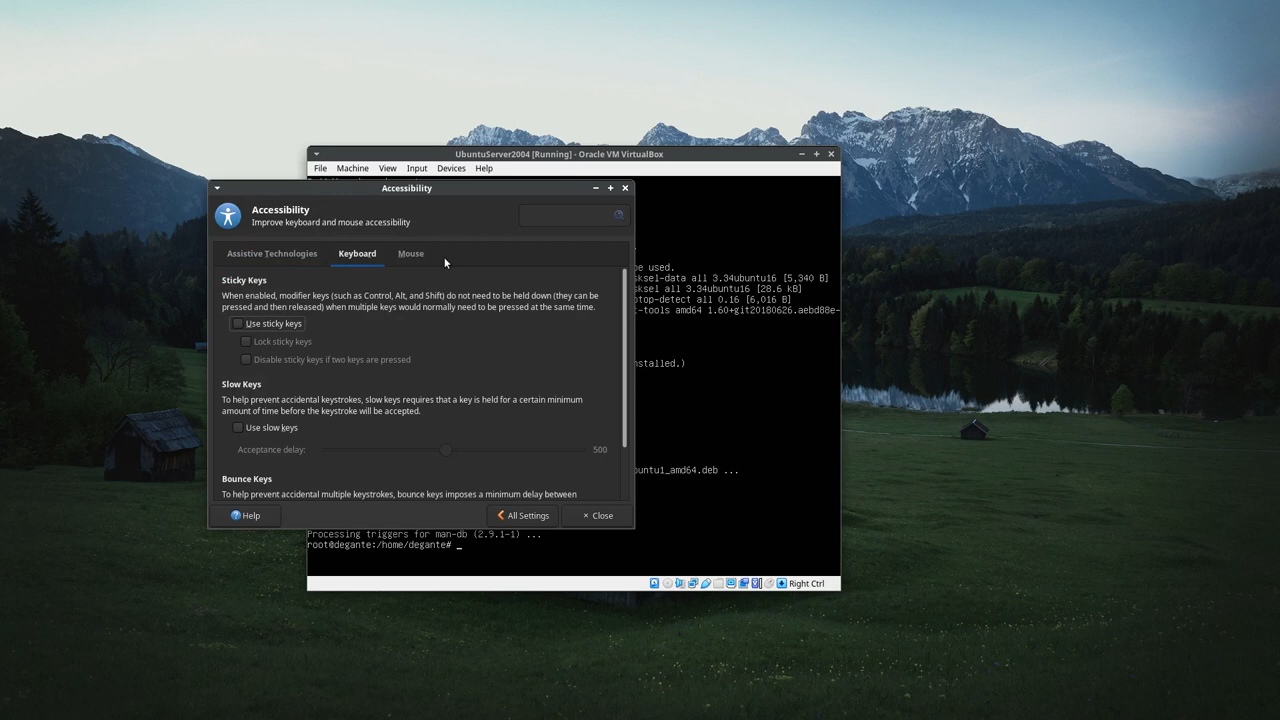 UbuntuServer2004 [Running] - Oracle VM VirtualBox
File Machine View Input Devices Help
Accessibility
Accessibility
Improve keyboard and mouse accessibility
Assistive Technologies Keyboard Mouse
Sticky Keys
When enabled, modifier keys (such as Control, Alt, and Shift) do not need to be held down (they can be
pressed and then released) when multiple keys would normally need to be pressed at the same time.
Use sticky keys
Lock sticky keys
Disable sticky keys if two keys are pressed
Slow Keys
To help prevent accidental keystrokes, slow keys requires that a key is held for a certain minimum
amount of time before the keystroke will be accepted.
Use slow keys
Acceptance delay: 500
Bounce Keys
To help prevent accidental multiple keystrokes, bounce keys imposes a minimum delay between
Help All Settings Close
be used.
sksel-data all 3.34ubuntu16 [5,340 B]
sksel all 3.34ubuntu16 [28.6 kB]
ptop-detect all 0.16 [6,016 B]
t-tools amd64 1.60+git20180626.aebd88e-
nstalled.)
ubuntu1_amd64.deb ...
Processing triggers for man-db (2.9.1-1) ...
root@degante:/home/degante# _
Right Ctrl